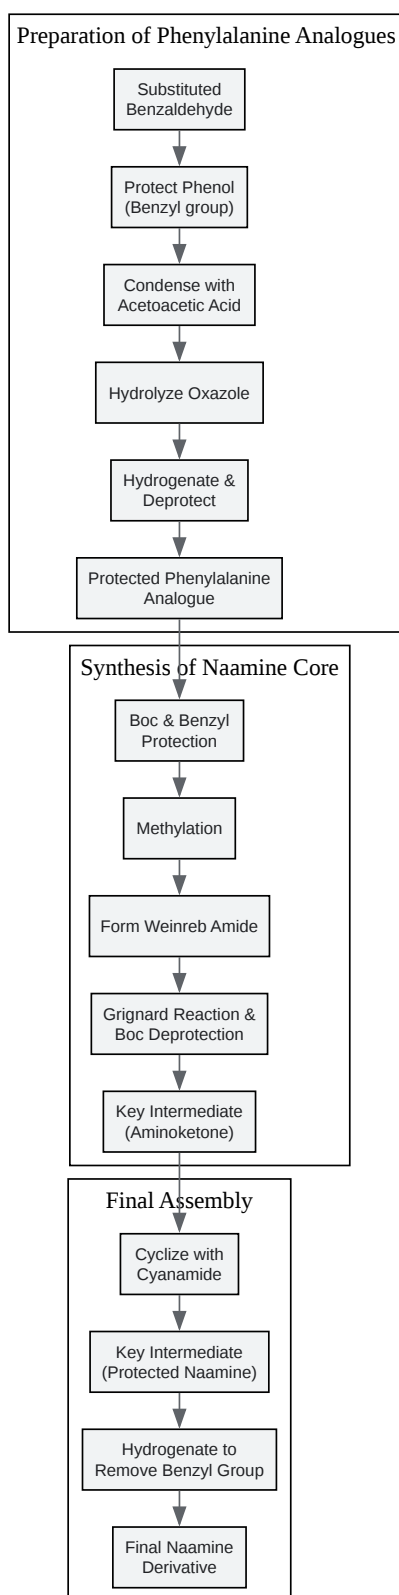 Preparation of Phenylalanine Analogues
Substituted
Benzaldehyde
Protect Phenol
(Benzyl group)
Condense with
Acetoacetic Acid
Hydrolyze Oxazole
Hydrogenate &
Deprotect
Protected Phenylalanine
Analogue
Synthesis of Naamine Core
Boc & Benzyl
Protection
Methylation
Form Weinreb Amide
Grignard Reaction &
Boc Deprotection
Key Intermediate
(Aminoketone)
Final Assembly
Cyclize with
Cyanamide
Key Intermediate
(Protected Naamine)
Hydrogenate to
Remove Benzyl Group
Final Naamine
Derivative